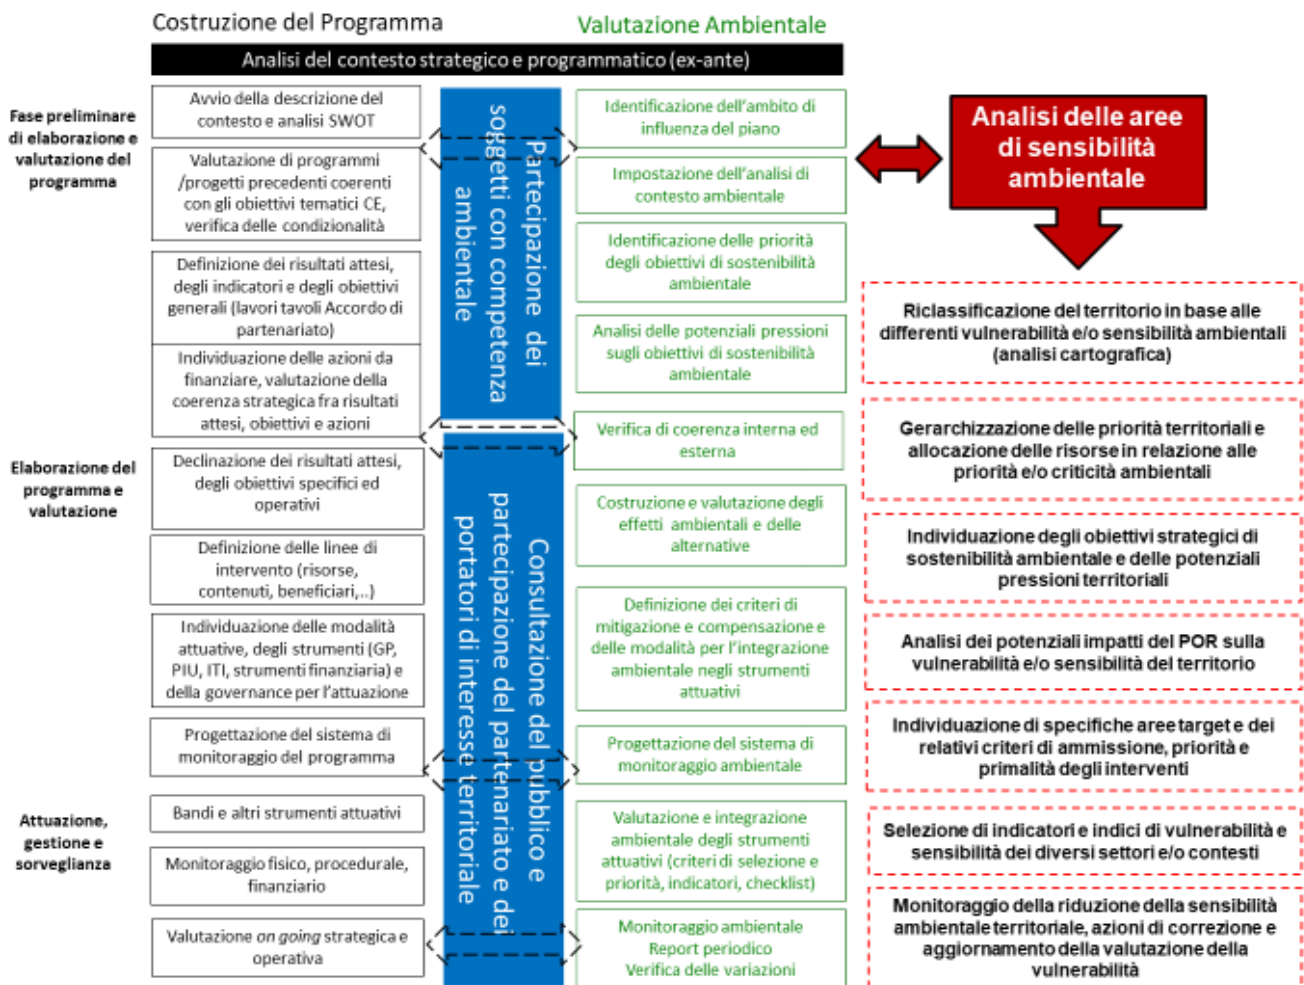 Costruzione del Programma
Valutazione Ambientale
Analisi del contesto strategico e programmatico (ex-ante)
Fase preliminare
di elaborazione e
valutazione del
programma
Avvio della descrizione del
contesto e analisi SWOT
Valutazione di programmi
/progetti precedenti coerenti
con gli obiettivi tematici CE,
verifica delle condizionalità
Definizione dei risultati attesi,
degli indicatori e degli obiettivi
generali (lavori tavoli Accordo di
partenariato)
Individuazione delle azioni da
finanziare, valutazione della
coerenza strategica fra risultati
attesi, obiettivi e azioni
Elaborazione del
programma e
valutazione
Declinazione dei risultati attesi,
degli obiettivi specifici ed
operativi
Definizione delle linee di
intervento (risorse,
contenuti, beneficiari,..)
Individuazione delle modalità
attuative, degli strumenti (GP,
PIU, ITI, strumenti finanziaria) e
della governance per l'attuazione
Progettazione del sistema di
monitoraggio del programma
Attuazione,
gestione e
sorveglianza
Bandi e altri strumenti attuativi
Monitoraggio fisico, procedurale,
finanziario
Valutazione on going strategica e
operativa
Partecipazione dei
soggetti con competenza
ambientale
Consultazione del pubblico e
partecipazione del partenariato e dei
portatori di interesse territoriale
Identificazione dell'ambito di
influenza del piano
Impostazione dell'analisi di
contesto ambientale
Identificazione delle priorità
degli obiettivi di sostenibilità
ambientale
Analisi delle potenziali pressioni
sugli obiettivi di sostenibilità
ambientale
Verifica di coerenza interna ed
esterna
Costruzione e valutazione degli
effetti ambientali e delle
alternative
Definizione dei criteri di
mitigazione e compensazione e
delle modalità per l'integrazione
ambientale negli strumenti
attuativi
Progettazione del sistema di
monitoraggio ambientale
Valutazione e integrazione
ambientale degli strumenti
attuativi (criteri di selezione e
priorità, indicatori, checklist)
Monitoraggio ambientale
Report periodico
Verifica delle variazioni
Analisi delle aree
di sensibilità
ambientale
Riclassificazione del territorio in base alle
differenti vulnerabilità e/o sensibilità ambientali
(analisi cartografica)
Gerarchizzazione delle priorità territoriali e
allocazione delle risorse in relazione alle
priorità e/o criticità ambientali
Individuazione degli obiettivi strategici di
sostenibilità ambientale e delle potenziali
pressioni territoriali
Analisi dei potenziali impatti del POR sulla
vulnerabilità e/o sensibilità del territorio
Individuazione di specifiche aree target e dei
relativi criteri di ammissione, priorità e
primalità degli interventi
Selezione di indicatori e indici di vulnerabilità e
sensibilità dei diversi settori e/o contesti
Monitoraggio della riduzione della sensibilità
ambientale territoriale, azioni di correzione e
aggiornamento della valutazione della
vulnerabilità